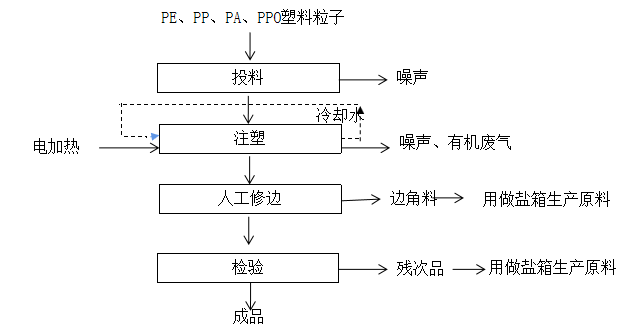 PE、PP、PA、PPO塑料粒子
投料
噪声
冷却水
电加热
注塑
噪声、有机废气
人工修边
边角料
用做盐箱生产原料
检验
残次品
用做盐箱生产原料
成品